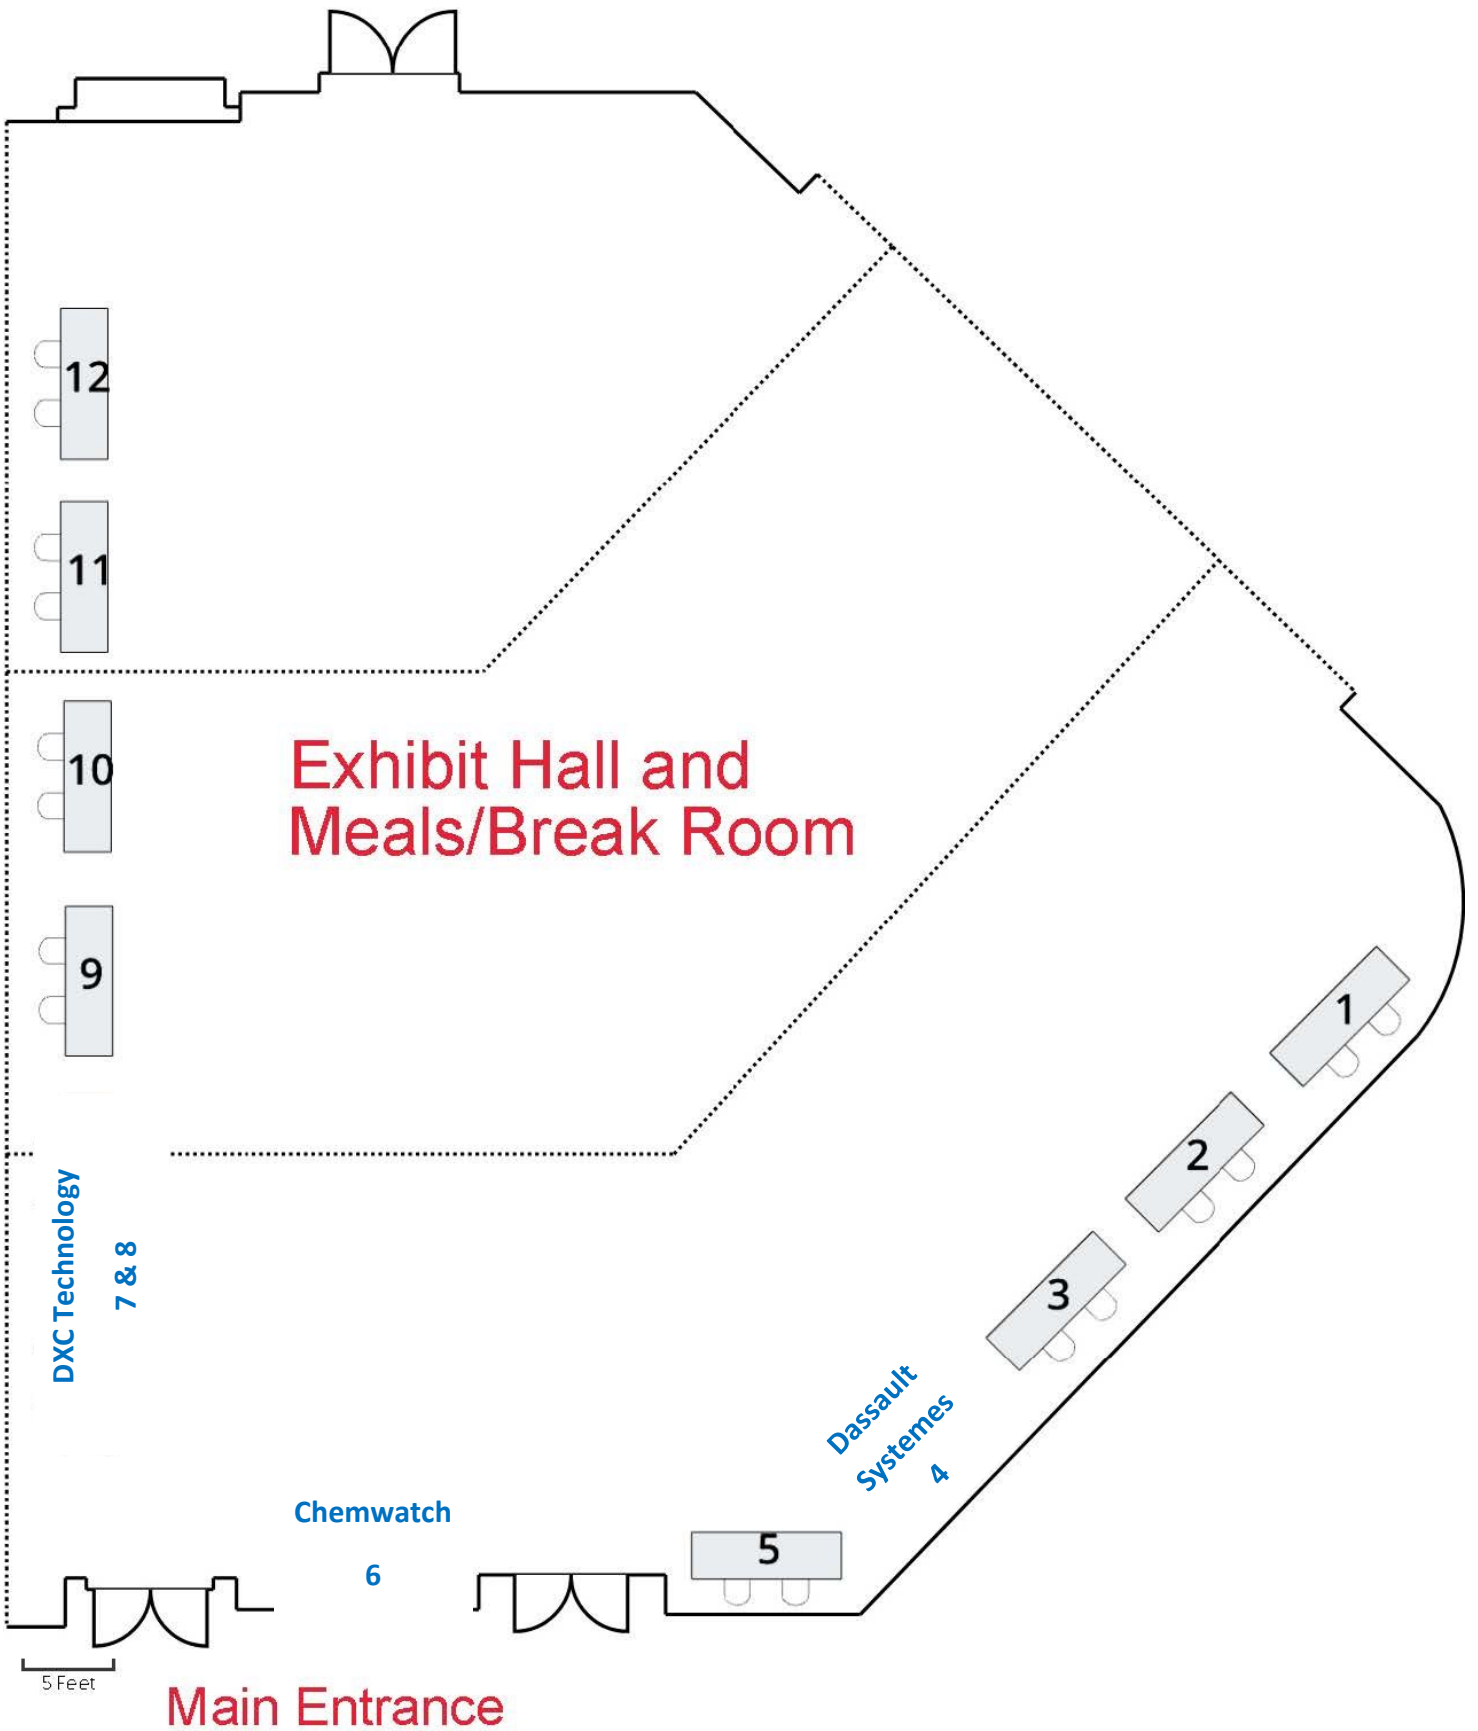 12
11
10
Exhibit Hall and
Meals/Break Room
9
1
2
DXC Technology
7 & 8
3
Dassault
Systemes
4
Chemwatch
6
5
5 Feet
Main Entrance